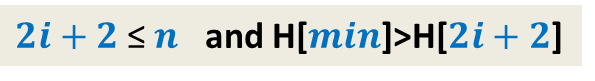 2i + 2 ≤ n and H[min]>H[2i + 2]